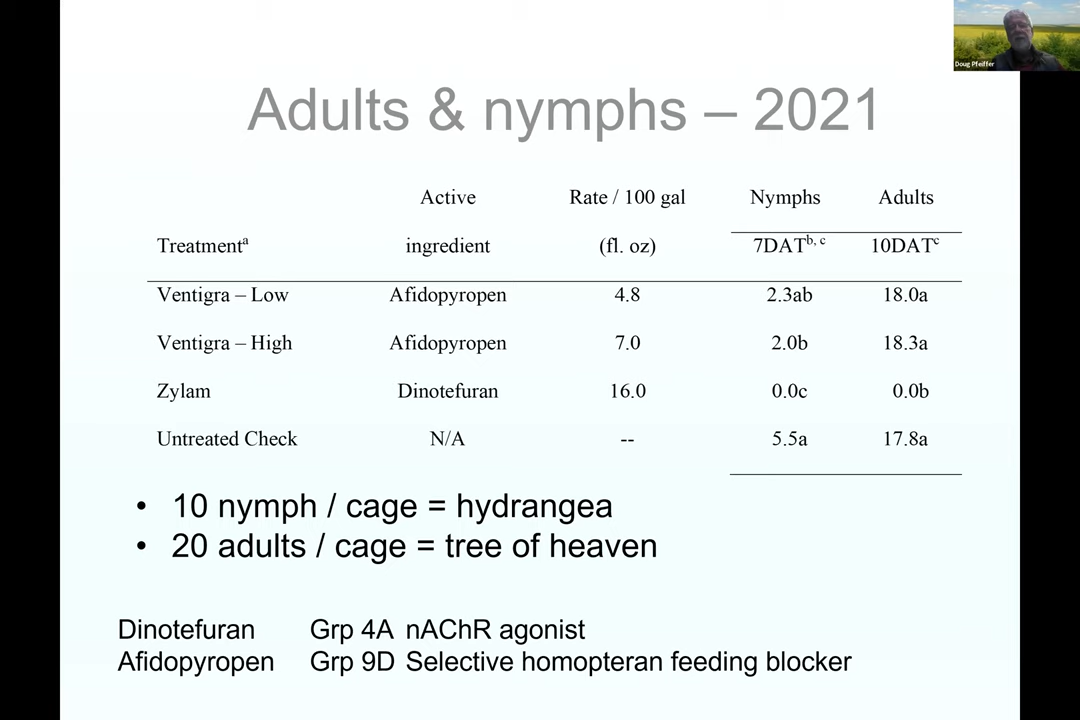 Doug Pfeiffer
Adults & nymphs – 2021
Active Rate / 100 gal Nymphs Adults
Treatmentᵃ ingredient (fl. oz) 7DATᵇ, ᶜ 10DATᶜ
Ventigra – Low Afidopyropen 4.8 2.3ab 18.0a
Ventigra – High Afidopyropen 7.0 2.0b 18.3a
Zylam Dinotefuran 16.0 0.0c 0.0b
Untreated Check N/A -- 5.5a 17.8a
• 10 nymph / cage = hydrangea
• 20 adults / cage = tree of heaven
Dinotefuran Grp 4A nAChR agonist
Afidopyropen Grp 9D Selective homopteran feeding blocker